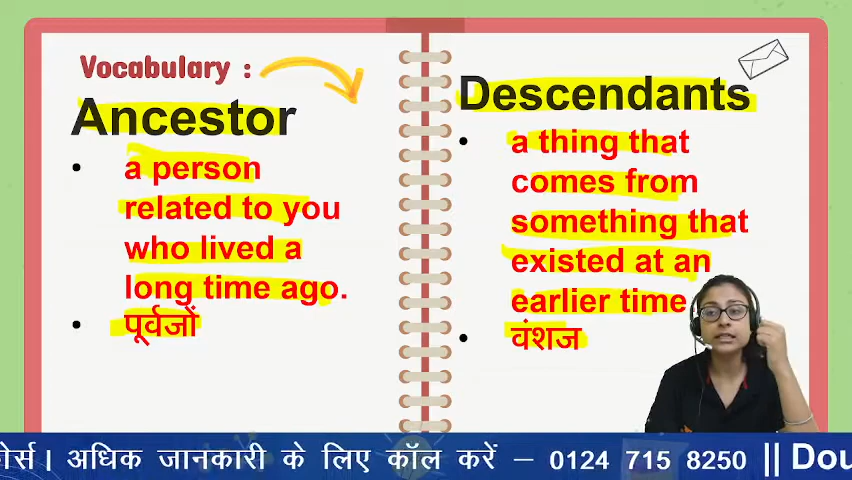 Vocabulary :
Ancestor
• a person
related to you
who lived a
long time ago.
• पूर्वजों
Descendants
• a thing that
comes from
something that
existed at an
earlier time
• वंशज
अधिक जानकारी के लिए कॉल करें – 0124 715 8250 ||